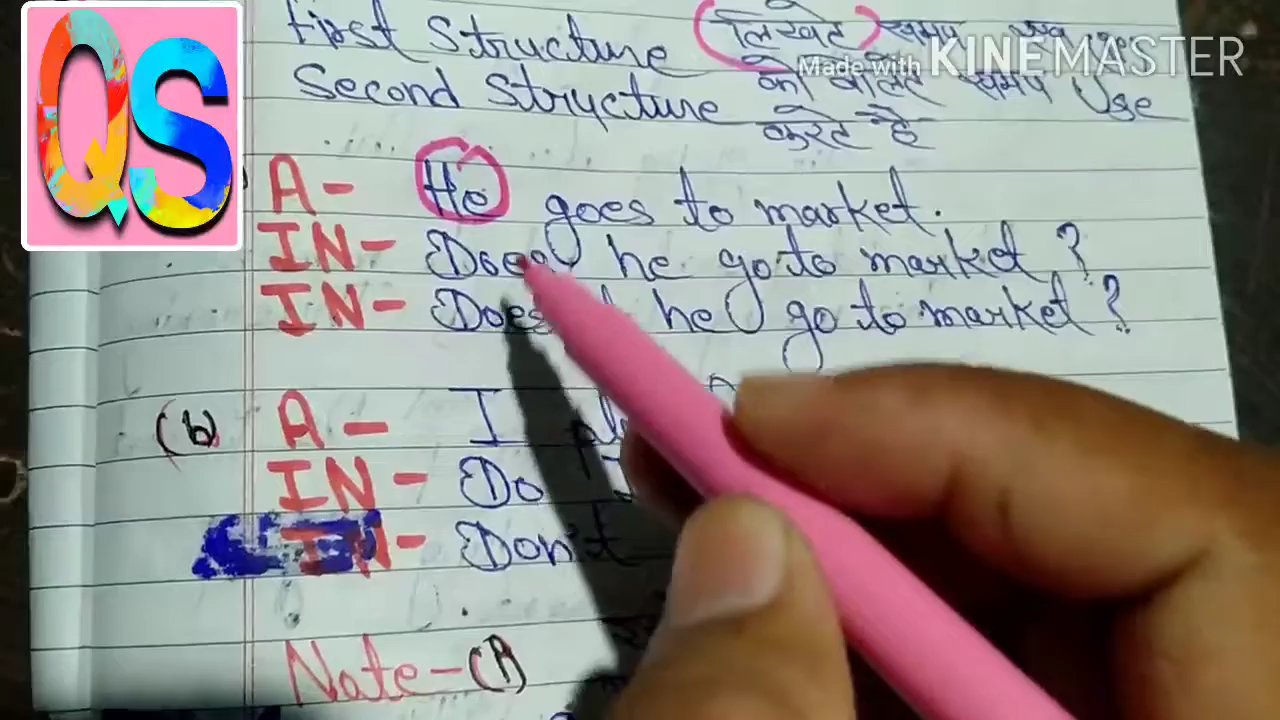 QS
First Structure लिखते समय एवं
Made with KINEMASTER
Second Structure को बोलते समय Use
करते है
A- He goes to market.
IN- Does he go to market ?
IN- Does he go to market ?
(b) A- I
IN- Do
IN- Don't
Note-(A)